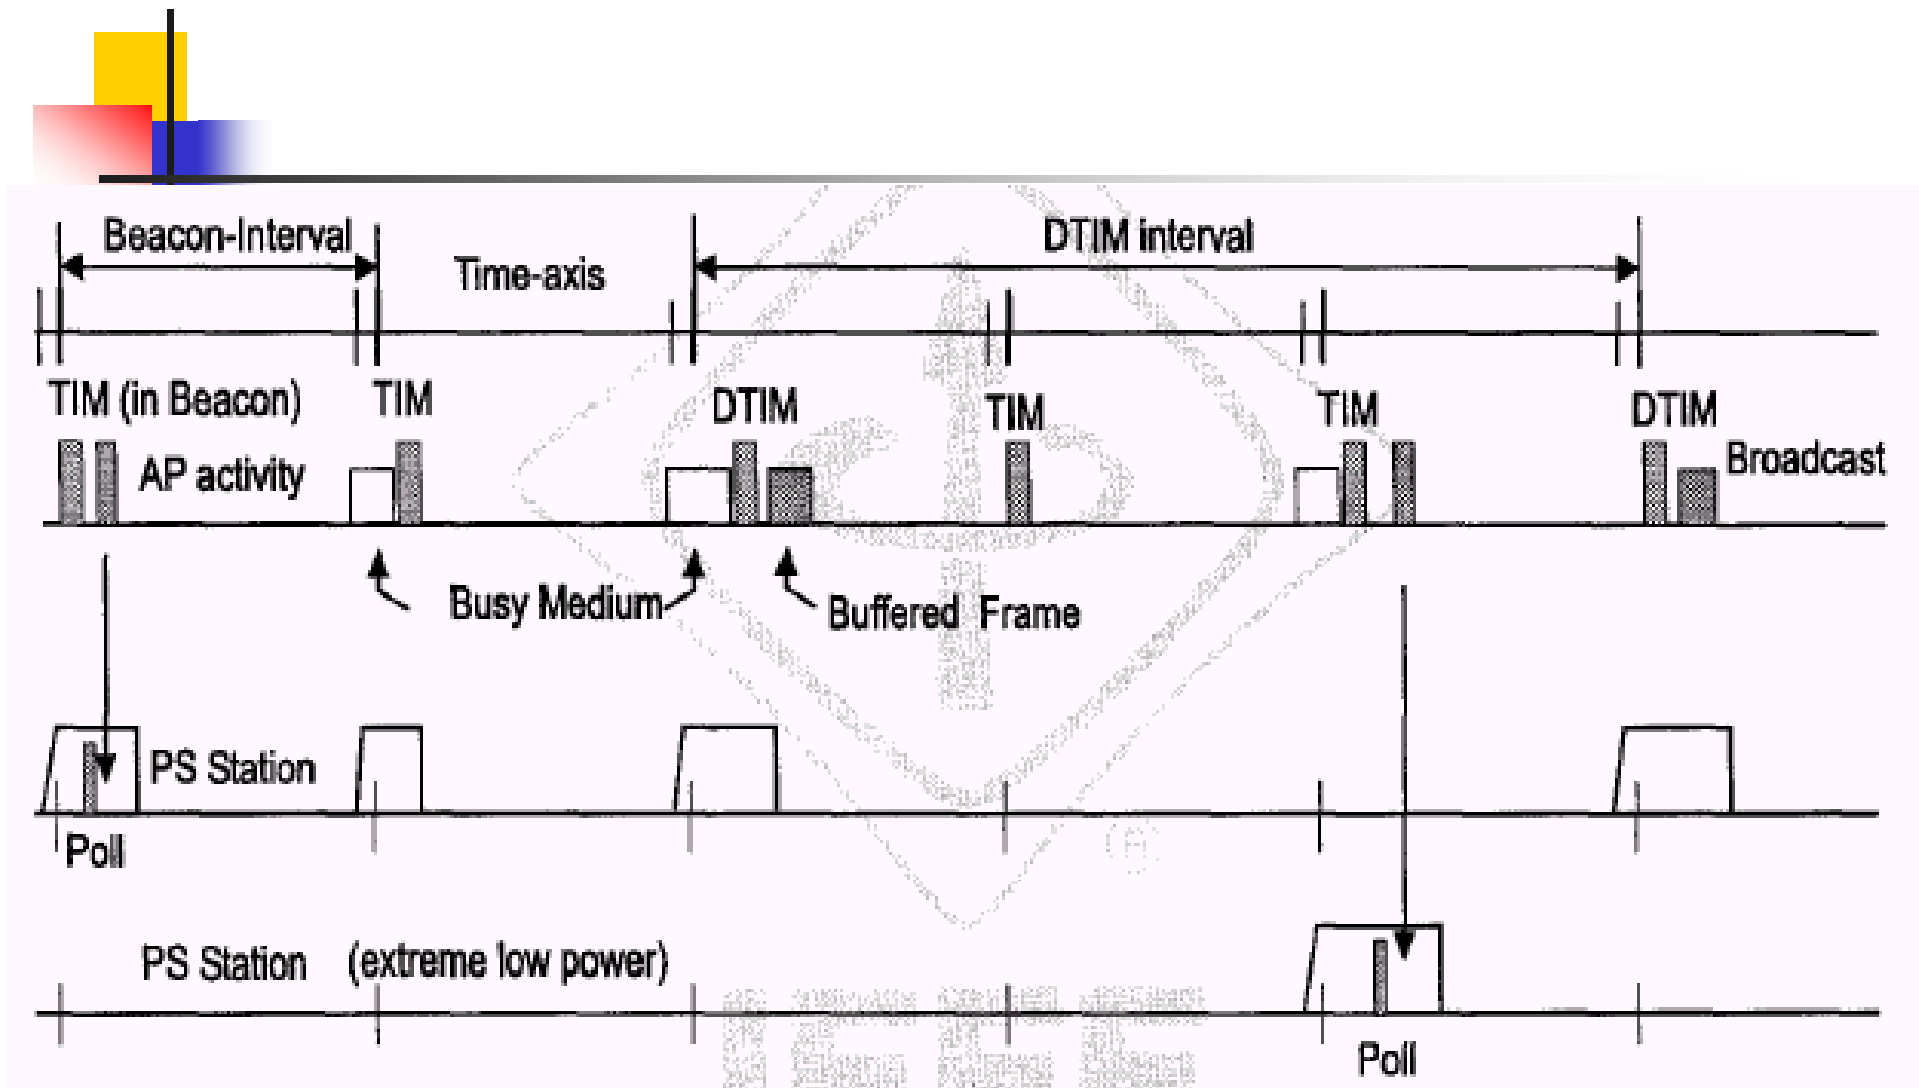 Beacon-Interval
DTIM interval
Time-axis
TIM (in Beacon)
TIM
DTIM
TIM
TIM
DTIM
AP activity
Broadcast
Busy Medium
Buffered Frame
PS Station
Poll
PS Station (extreme low power)
Poll
IEEE
®